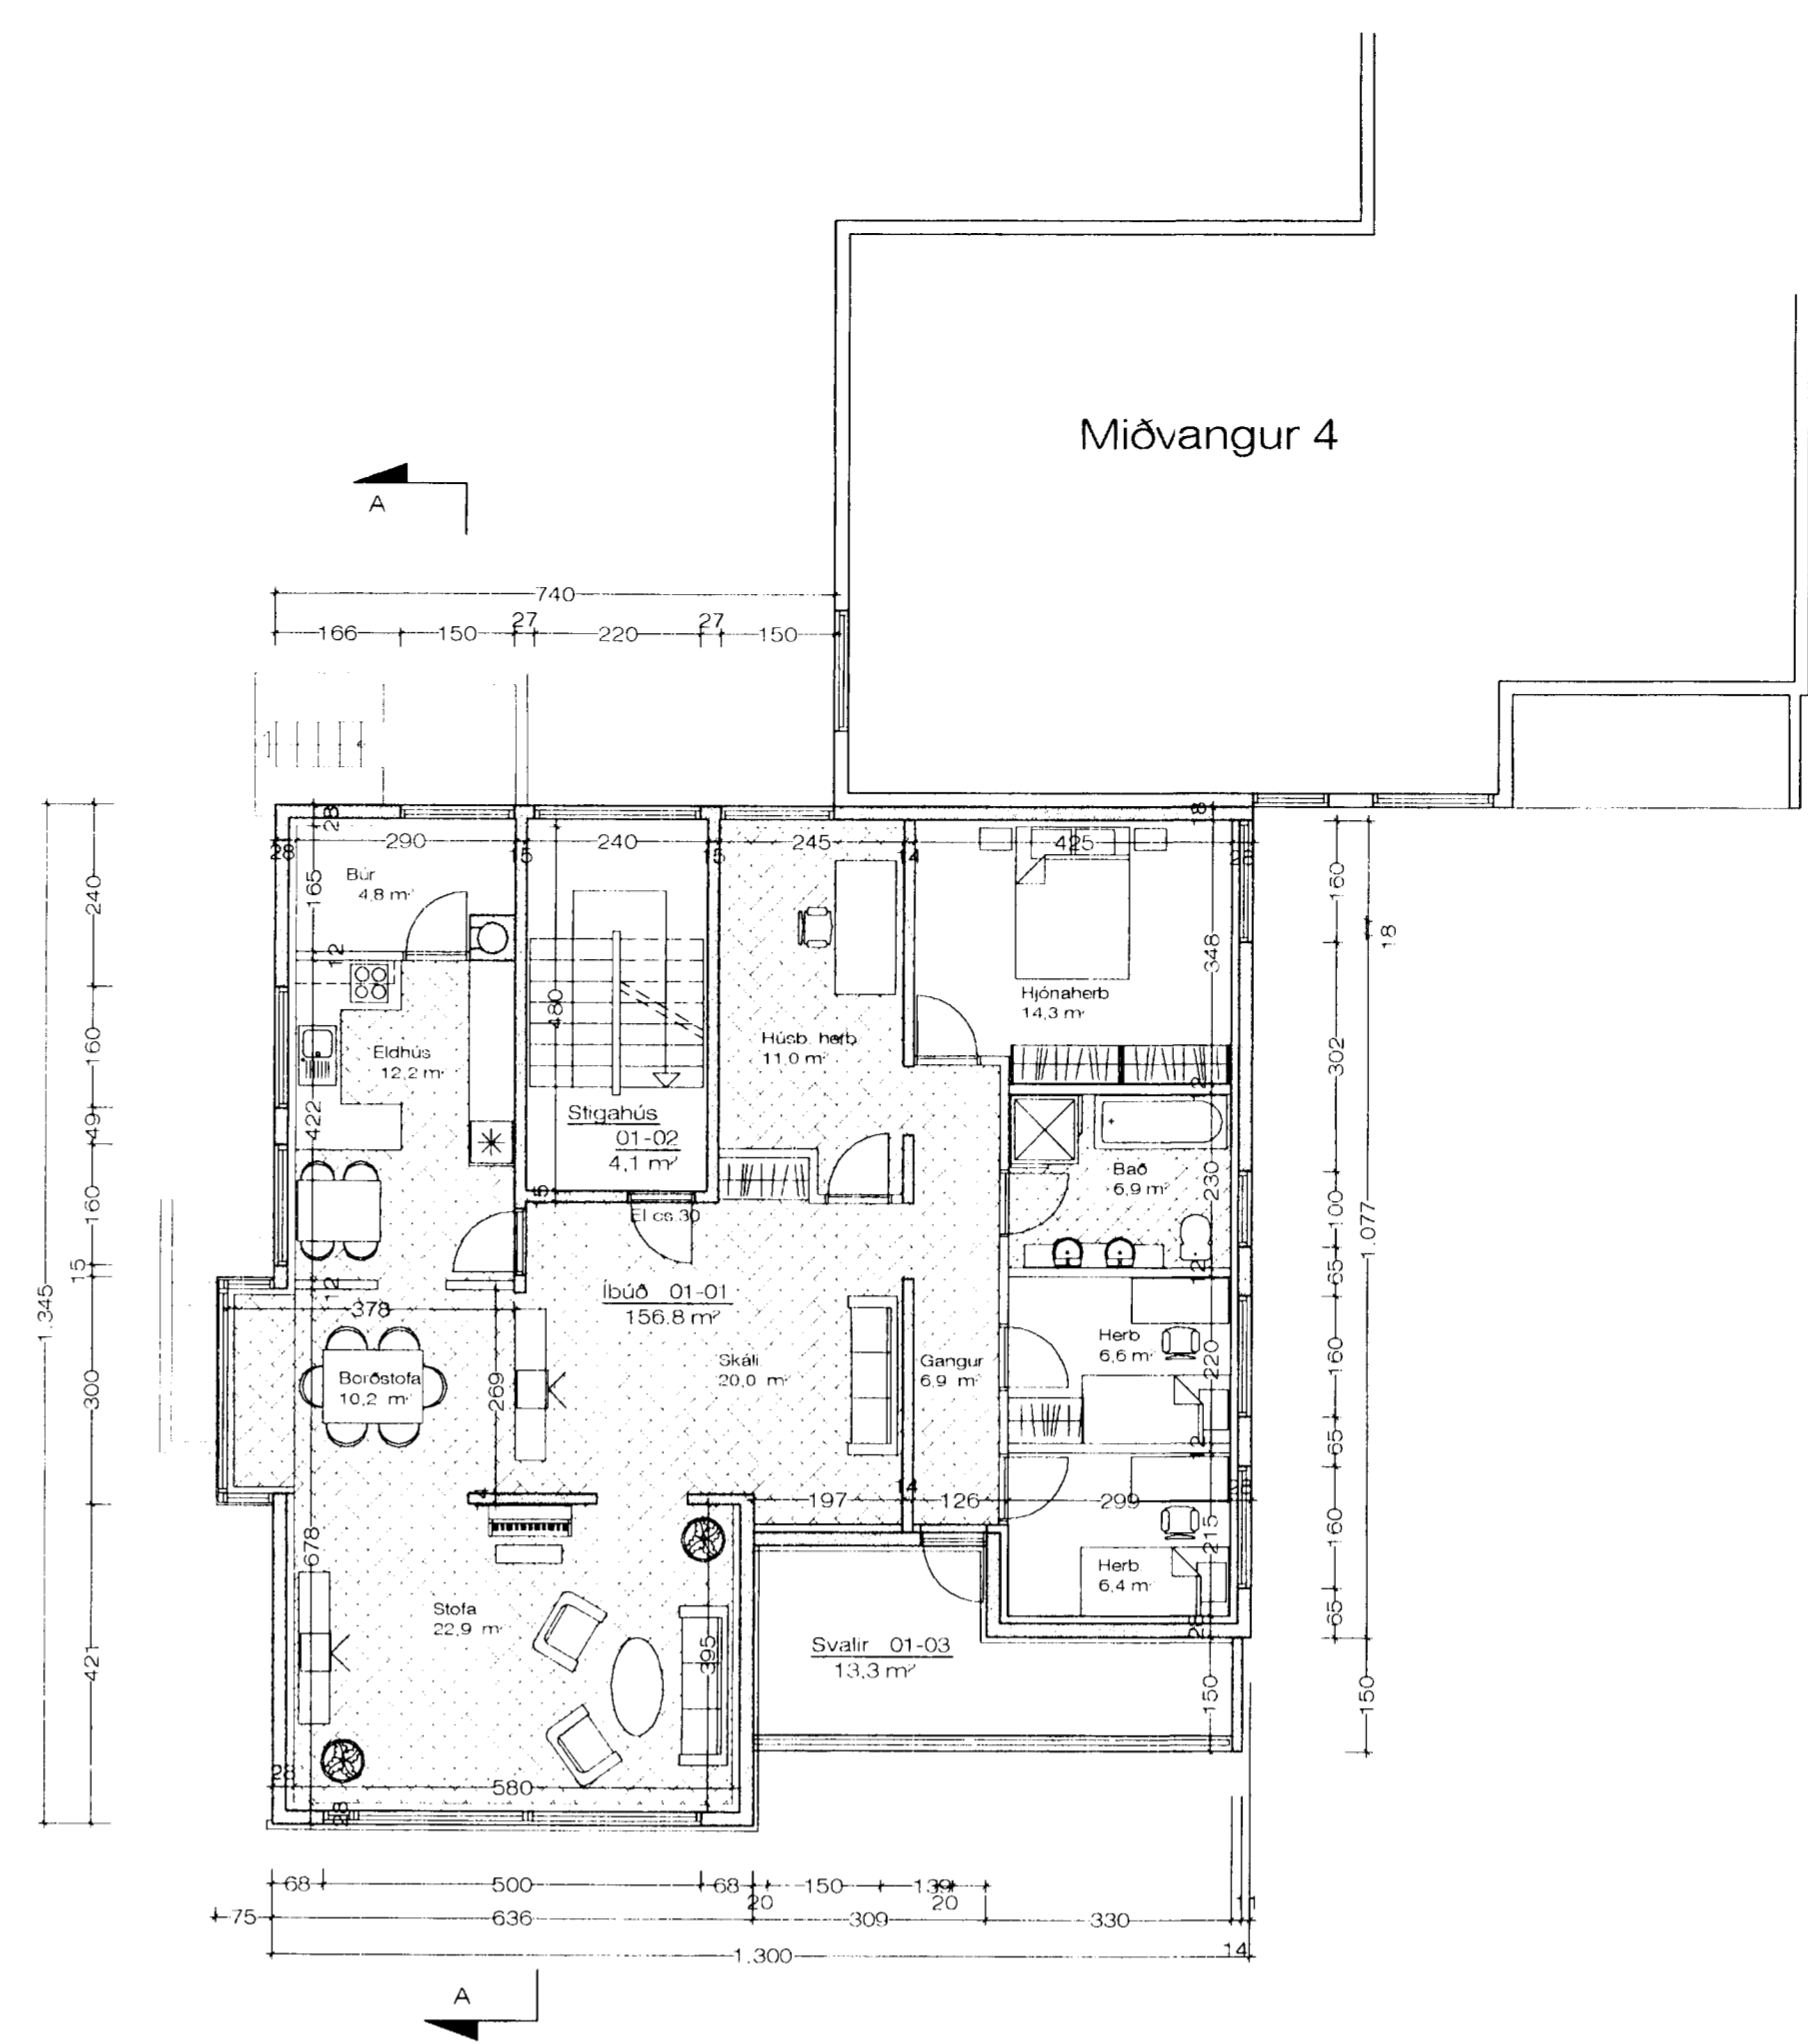 Miðvangur 4
A
740
166 150 27 220 27 150
28
290 240 245 425
28 15 15 14 28
Búr
4,8 m²
165
12
240
160
18
348
302
480
Hjónaherb
14,3 m²
Húsb. herb
11,0 m²
Eldhús
12,2 m²
160
49
422
Stigahús
01-02
4,1 m²
Bað
6,9 m²
230
100
160
15
El cs 30
12
12
65
1.077
1.345
Íbúð 01-01
156.8 m²
378
Herb
6,6 m²
220
160
Skáli
20,0 m²
Gangur
6,9 m²
Borðstofa
10,2 m²
269
300
65
14
197 126 299
28
678
215
160
Herb.
6,4 m²
Stofa
22,9 m²
395
Svalir 01-03
13,3 m²
28
65
421
150
150
28
580
28
68 500 68 150 139
20 20
75 636 309 330
1.300
14
A